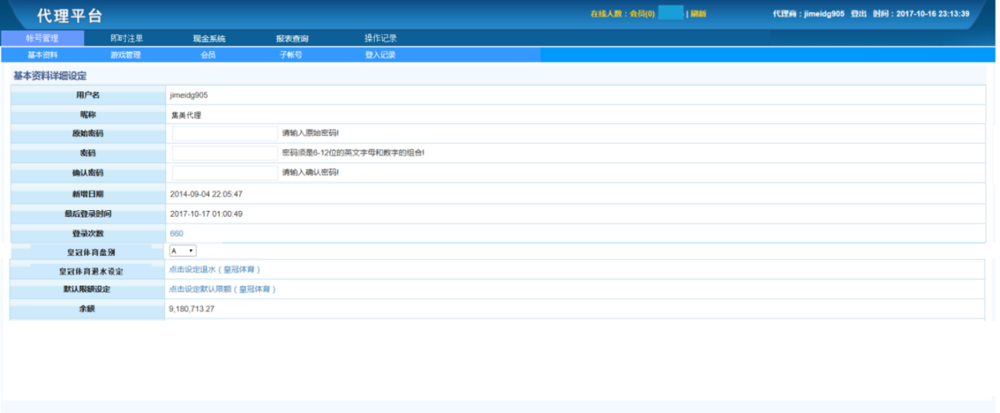 代理平台 在线人数：会员(0) | 刷新 代理商：jimeidg905 登出 时间：2017-10-16 23:13:39
帐号管理 即时注单 现金系统 报表查询 操作记录
基本资料 游戏管理 会员 子帐号 登入记录
基本资料详细设定
用户名 jimeidg905
昵称 集美代理
原始密码 请输入原始密码!
密码 密码须是6-12位的英文字母和数字的组合!
确认密码 请输入确认密码!
新增日期 2014-09-04 22:05:47
最后登录时间 2017-10-17 01:00:49
登录次数 660
皇冠体育盘别 A
皇冠体育退水设定 点击设定退水（皇冠体育）
默认限额设定 点击设定默认限额（皇冠体育）
余额 9,180,713.27